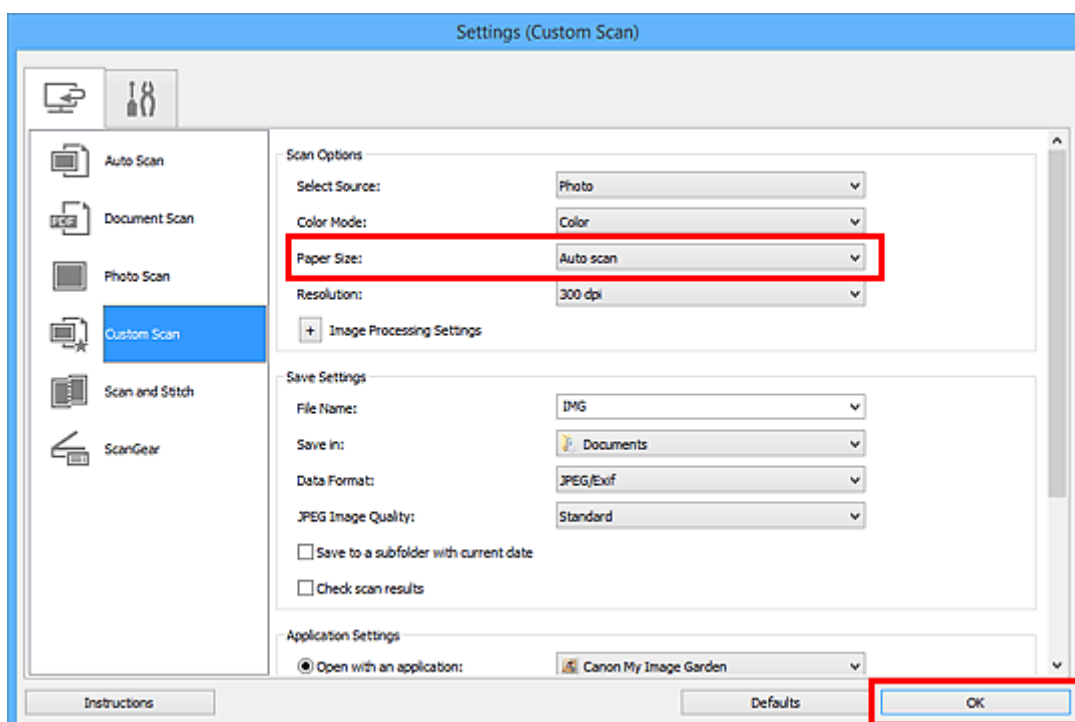 Settings (Custom Scan)
Auto Scan
Document Scan
Photo Scan
Custom Scan
Scan and Stitch
ScanGear
Scan Options
Select Source: Photo
Color Mode: Color
Paper Size: Auto scan
Resolution: 300 dpi
+ Image Processing Settings
Save Settings
File Name: IMG
Save in: Documents
Data Format: JPEG/Exif
JPEG Image Quality: Standard
Save to a subfolder with current date
Check scan results
Application Settings
Open with an application: Canon My Image Garden
Instructions Defaults OK